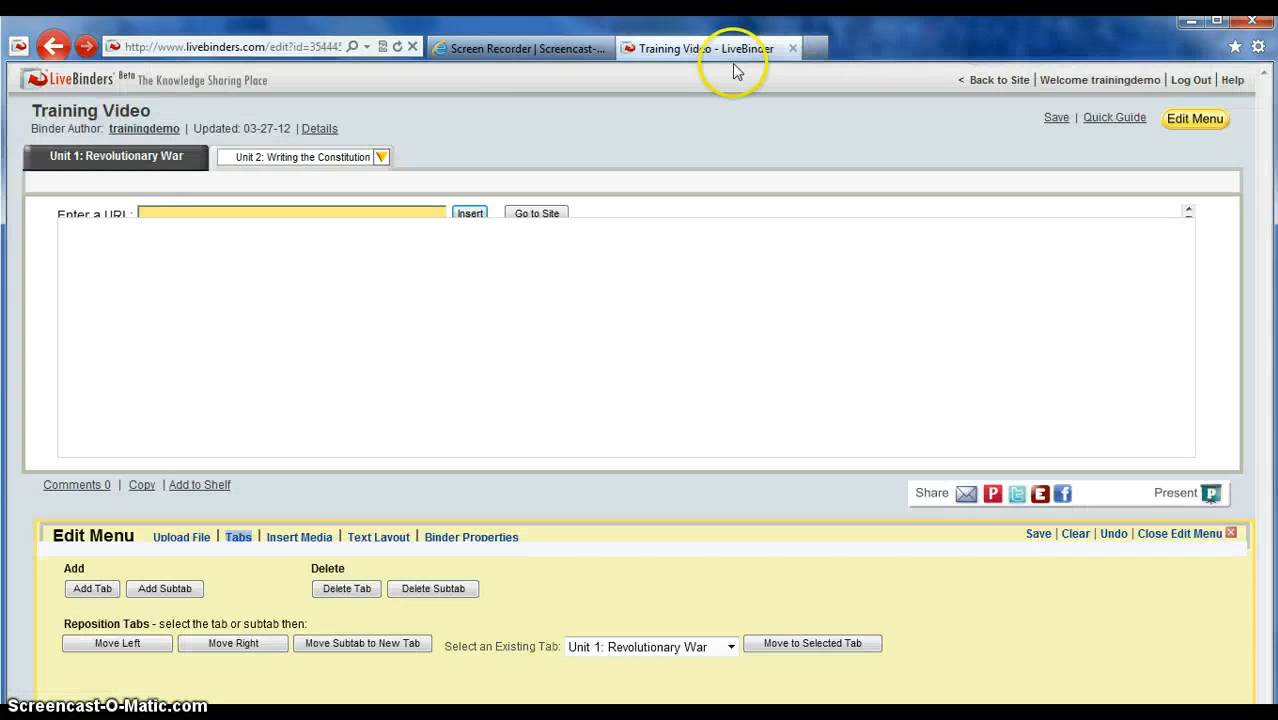 http://www.livebinders.com/edit?id=35444! Screen Recorder | Screencast-... Training Video - LiveBinder
LiveBinders Beta The Knowledge Sharing Place < Back to Site | Welcome trainingdemo | Log Out | Help
Training Video
Binder Author: trainingdemo | Updated: 03-27-12 | Details Save | Quick Guide Edit Menu
Unit 1: Revolutionary War Unit 2: Writing the Constitution
Enter a URL: Insert Go to Site
Comments 0 | Copy | Add to Shelf Share P t E f Present P
Edit Menu Upload File | Tabs | Insert Media | Text Layout | Binder Properties Save | Clear | Undo | Close Edit Menu
Add Delete
Add Tab Add Subtab Delete Tab Delete Subtab
Reposition Tabs - select the tab or subtab then:
Move Left Move Right Move Subtab to New Tab Select an Existing Tab: Unit 1: Revolutionary War Move to Selected Tab
Screencast-O-Matic.com